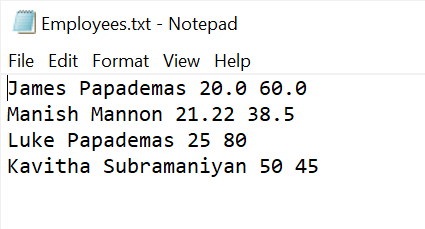 Employees.txt - Notepad
File Edit Format View Help
James Papademas 20.0 60.0
Manish Mannon 21.22 38.5
Luke Papademas 25 80
Kavitha Subramaniyan 50 45